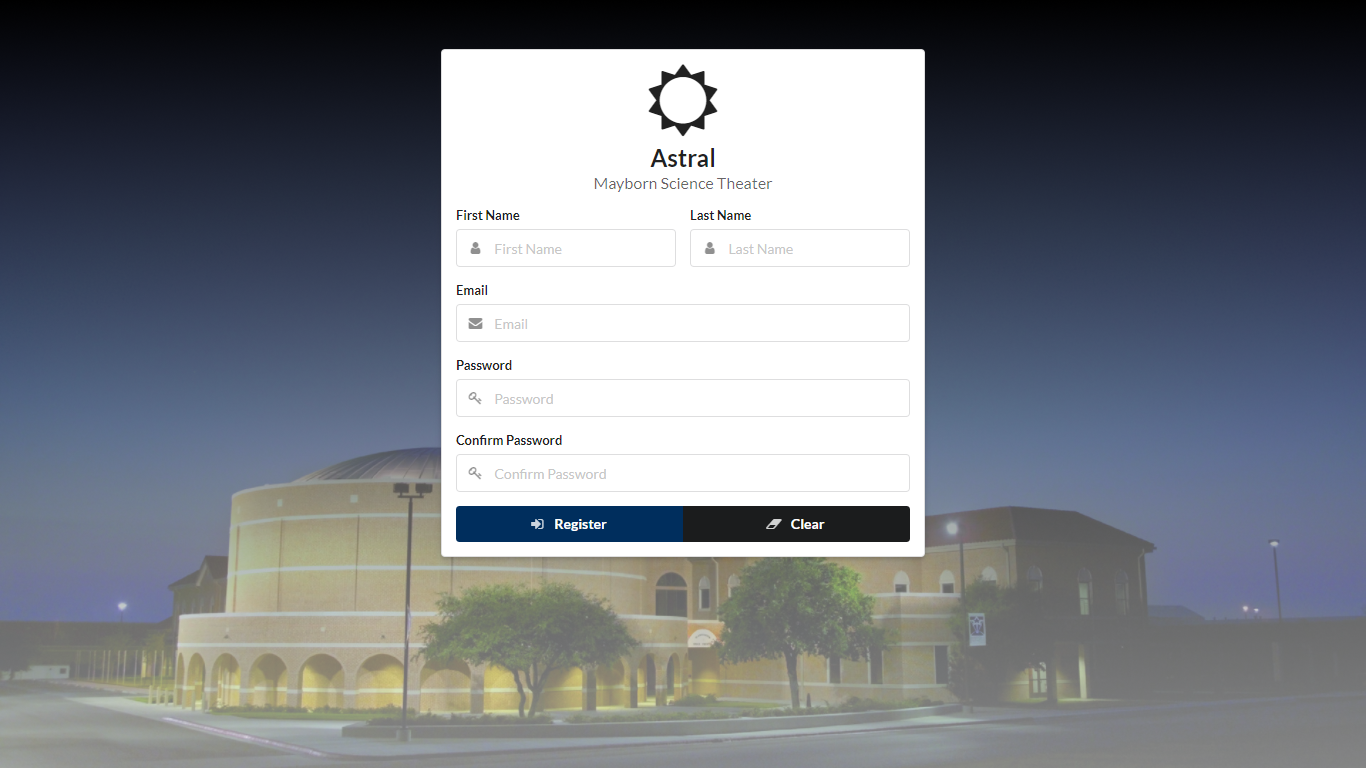 Astral
Mayborn Science Theater
First Name Last Name
First Name Last Name
Email
Email
Password
Password
Confirm Password
Confirm Password
Register Clear